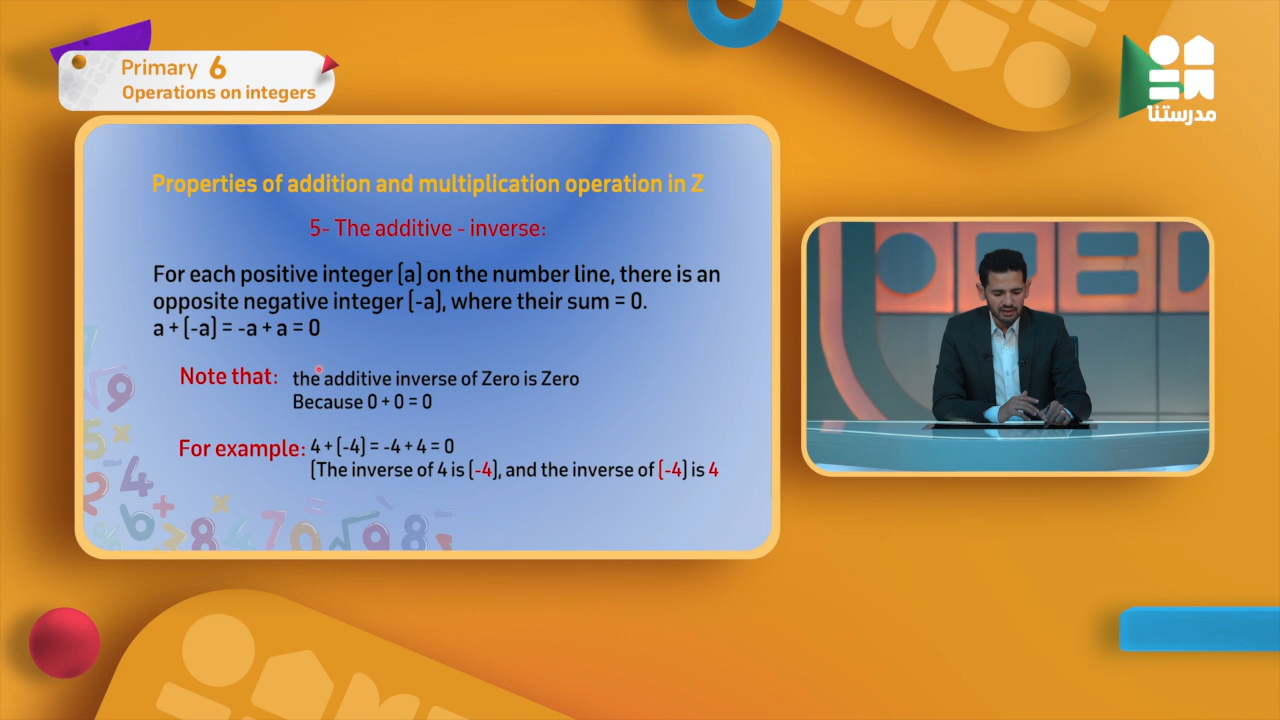 Primary 6
Operations on integers
مدرستنا
Properties of addition and multiplication operation in Z
5- The additive - inverse:
For each positive integer (a) on the number line, there is an
opposite negative integer (-a), where their sum = 0.
a + (-a) = -a + a = 0
Note that: the additive inverse of Zero is Zero
Because 0 + 0 = 0
For example: 4 + (-4) = -4 + 4 = 0
(The inverse of 4 is (-4), and the inverse of (-4) is 4